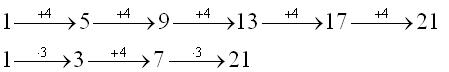 1 +4→ 5 +4→ 9 +4→ 13 +4→ 17 +4→ 21
1 ·3→ 3 +4→ 7 ·3→ 21